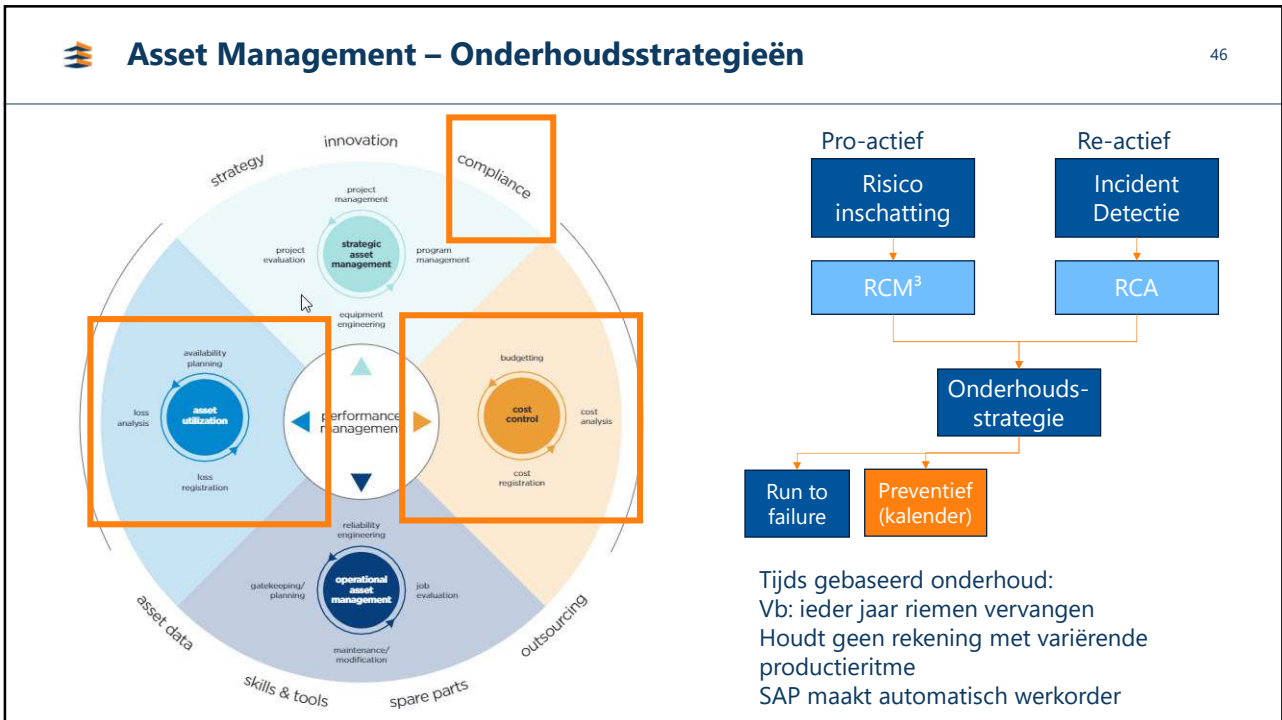 Asset Management – Onderhoudsstrategieën
46
strategy
innovation
compliance
project
management
project
evaluation
strategic
asset
management
program
management
equipment
engineering
availability
planning
loss
analysis
asset
utilization
loss
registration
performance
management
budgetting
cost
control
cost
analysis
cost
registration
reliability
engineering
gatekeeping/
planning
operational
asset
management
job
evaluation
maintenance/
modification
asset data
skills & tools
spare parts
outsourcing
Pro-actief
Re-actief
Risico
inschatting
Incident
Detectie
RCM³
RCA
Onderhouds-
strategie
Run to
failure
Preventief
(kalender)
Tijds gebaseerd onderhoud:
Vb: ieder jaar riemen vervangen
Houdt geen rekening met variërende
productieritme
SAP maakt automatisch werkorder